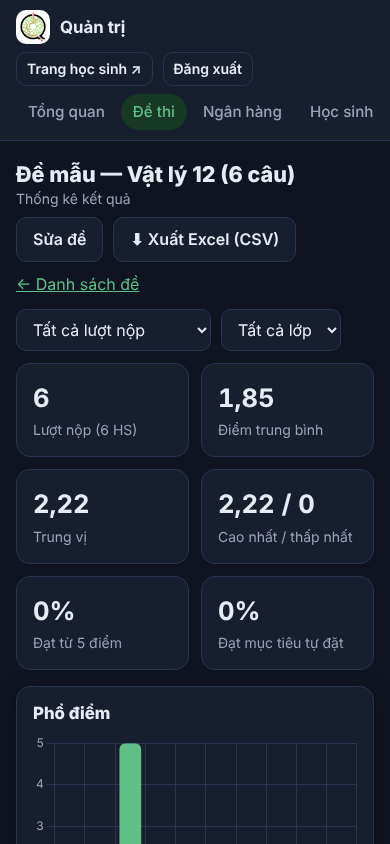 Quản trị
Trang học sinh ↗ Đăng xuất
Tổng quan Đề thi Ngân hàng Học sinh
Đề mẫu — Vật lý 12 (6 câu)
Thống kê kết quả
Sửa đề ⬇ Xuất Excel (CSV)
← Danh sách đề
Tất cả lượt nộp Tất cả lớp
6 1,85
Lượt nộp (6 HS) Điểm trung bình
2,22 2,22 / 0
Trung vị Cao nhất / thấp nhất
0% 0%
Đạt từ 5 điểm Đạt mục tiêu tự đặt
Phổ điểm
5
4
3